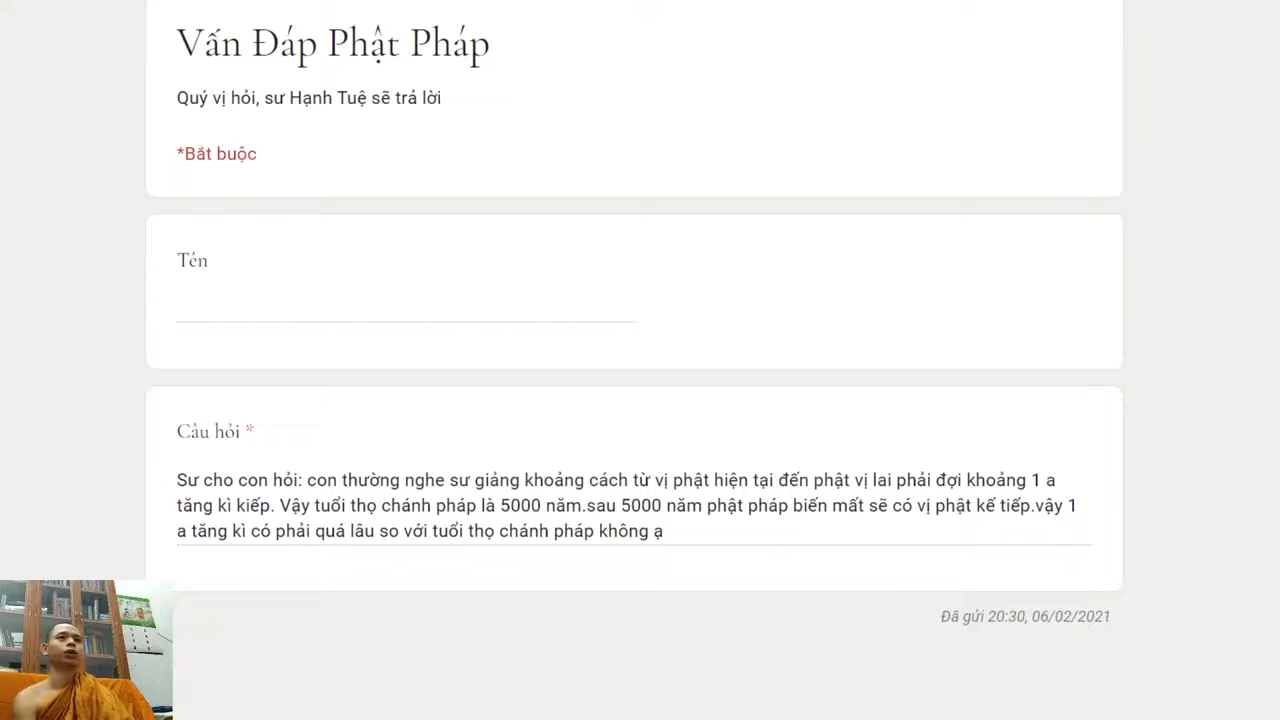 Vấn Đáp Phật Pháp
Quý vị hỏi, sư Hạnh Tuệ sẽ trả lời
*Bắt buộc
Tên
Câu hỏi *
Sư cho con hỏi: con thường nghe sư giảng khoảng cách từ vị phật hiện tại đến phật vị lai phải đợi khoảng 1 a
tăng kì kiếp. Vậy tuổi thọ chánh pháp là 5000 năm.sau 5000 năm phật pháp biến mất sẽ có vị phật kế tiếp.vậy 1
a tăng kì có phải quá lâu so với tuổi thọ chánh pháp không ạ
Đã gửi 20:30, 06/02/2021